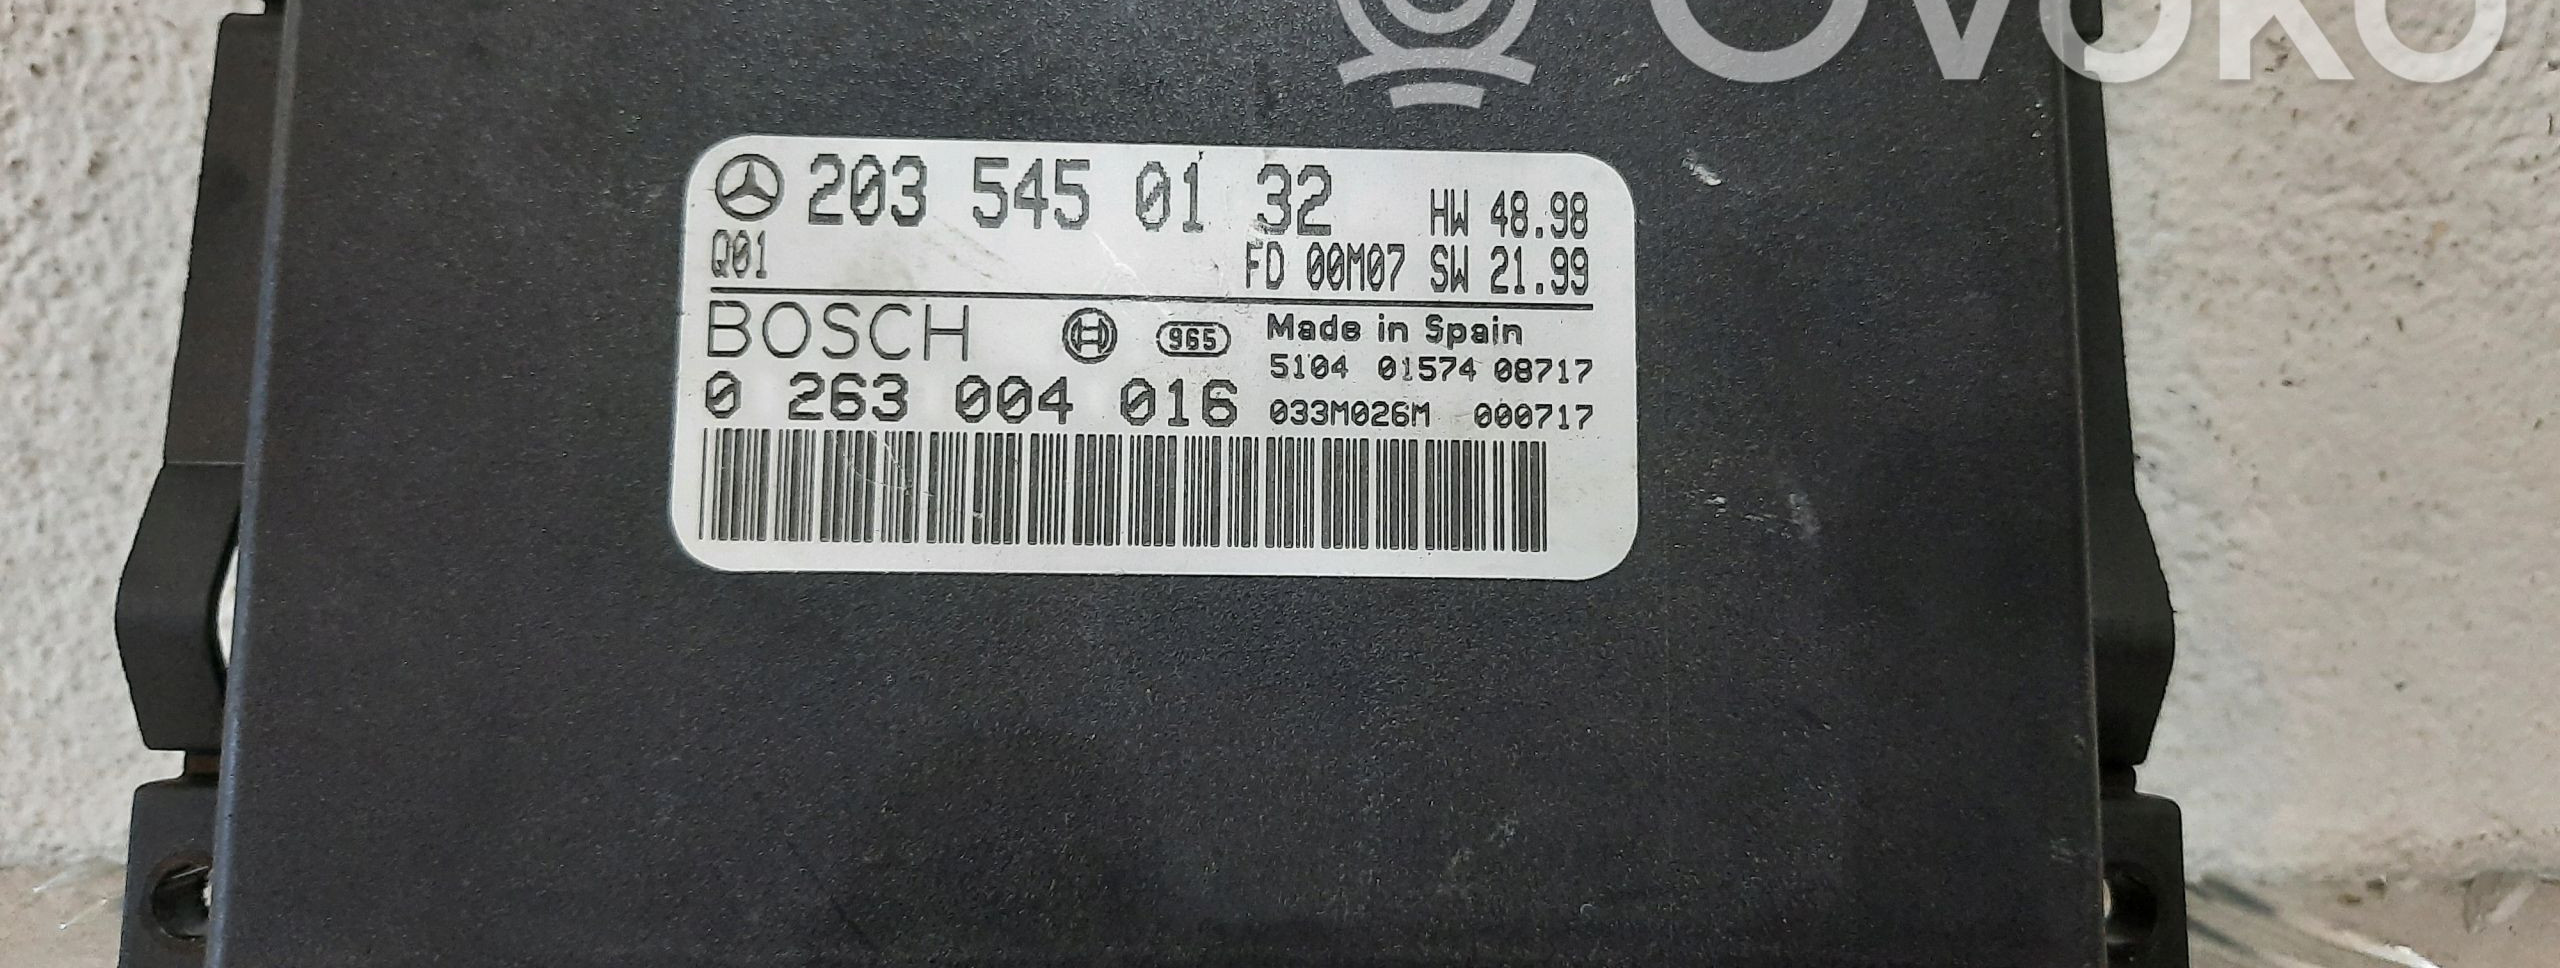 OVOKO
203 545 01 32
HW 48.98
Q01
FD 00M07 SW 21.99
BOSCH
965
Made in Spain
5104 01574 08717
0 263 004 016
033M026M 000717